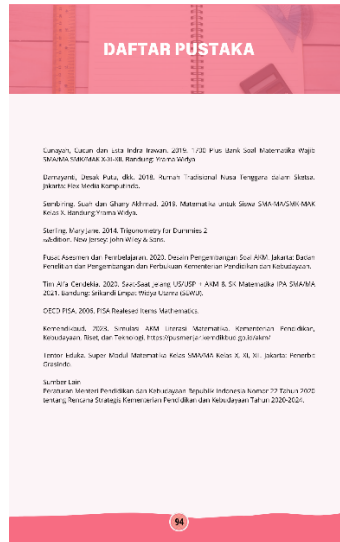 DAFTAR PUSTAKA
Cunayah, Cucun dan Etsa Indra Irawan. 2019. 1700 Plus Bank Soal Matematika Wajib
SMA/MA SMK/MAK X-XI-XII. Bandung: Yrama Widya
Damayanti, Desak Putu, dkk. 2018. Rumah Tradisional Nusa Tenggara dalam Sketsa.
Jakarta: Elex Media Komputindo.
Sembiring, Suah dan Ghany Akhmad. 2019. Matematika untuk Siswa SMA-MA/SMK-MAK
Kelas X. Bandung:Yrama Widya.
Sterling, Mary Jane. 2014. Trigonometry for Dummies 2
Edition. New Jersey: John Wiley & Sons.
Pusat Asesmen dan Pembelajaran. 2020. Desain Pengembangan Soal AKM. Jakarta: Badan
Penelitian dan Pengembangan dan Perbukuan Kementerian Pendidikan dan Kebudayaan.
Tim Alfa Cendekia. 2020. Saat-Saat Jelang US/USP + AKM & SK Matematika IPA SMA/MA
2021. Bandung: Srikandi Empat Widya Utama (SEWU).
OECD PISA. 2006. PISA Realesed Items Mathematics.
Kemendikbud. 2023. Simulasi AKM Literasi Matematika. Kementerian Pendidikan,
Kebudayaan, Riset, dan Teknologi. https://pusmenjar.kemdikbud.go.id/akm/
Tentor Eduka. Super Modul Matematika Kelas SMA/MA Kelas X, XI, XII. Jakarta: Penerbit
Grasindo.
Sumber Lain
Peraturan Menteri Pendidikan dan Kebudayaan Republik Indonesia Nomor 22 Tahun 2020
tentang Rencana Strategis Kementerian Pendidikan dan Kebudayaan Tahun 2020-2024.
94